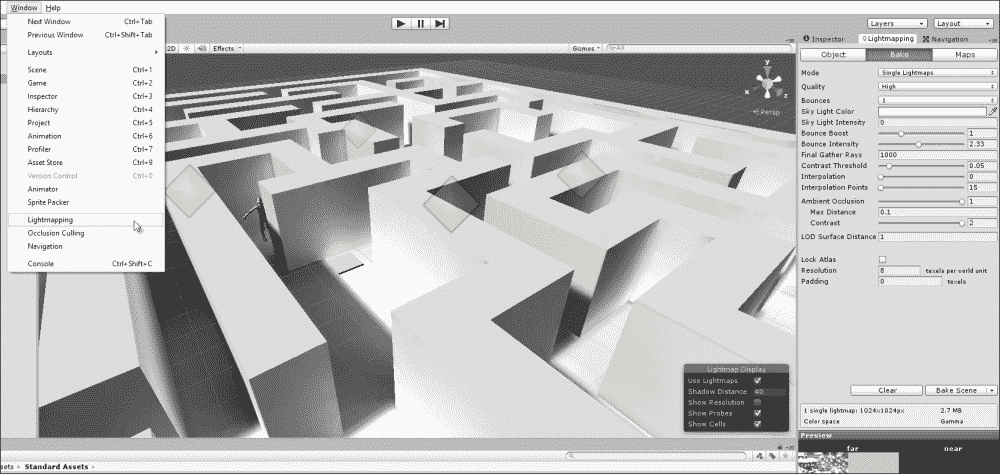 Window Help
Next Window Ctrl+Tab
Previous Window Ctrl+Shift+Tab
Layouts
Scene Ctrl+1
Game Ctrl+2
Inspector Ctrl+3
Hierarchy Ctrl+4
Project Ctrl+5
Animation Ctrl+6
Profiler Ctrl+7
Asset Store Ctrl+9
Version Control Ctrl+0
Animator
Sprite Packer
Lightmapping
Occlusion Culling
Navigation
Console Ctrl+Shift+C
2D Effects Gizmos All
y
x
z
Persp
Lightmap Display
Use Lightmaps
Shadow Distance 40
Show Resolution
Show Probes
Show Cells
sets Standard Assets
Layers Layout
Inspector Lightmapping Navigation
Object Bake Maps
Mode Single Lightmaps
Quality High
Bounces 1
Sky Light Color
Sky Light Intensity 0
Bounce Boost 1
Bounce Intensity 2.33
Final Gather Rays 1000
Contrast Threshold 0.05
Interpolation 0
Interpolation Points 15
Ambient Occlusion 1
Max Distance 0.1
Contrast 2
LOD Surface Distance 1
Lock Atlas
Resolution 8 texels per world unit
Padding 0 texels
Clear Bake Scene
1 single lightmap: 1024x1024px 2.7 MB
Color space Gamma
Preview
far near